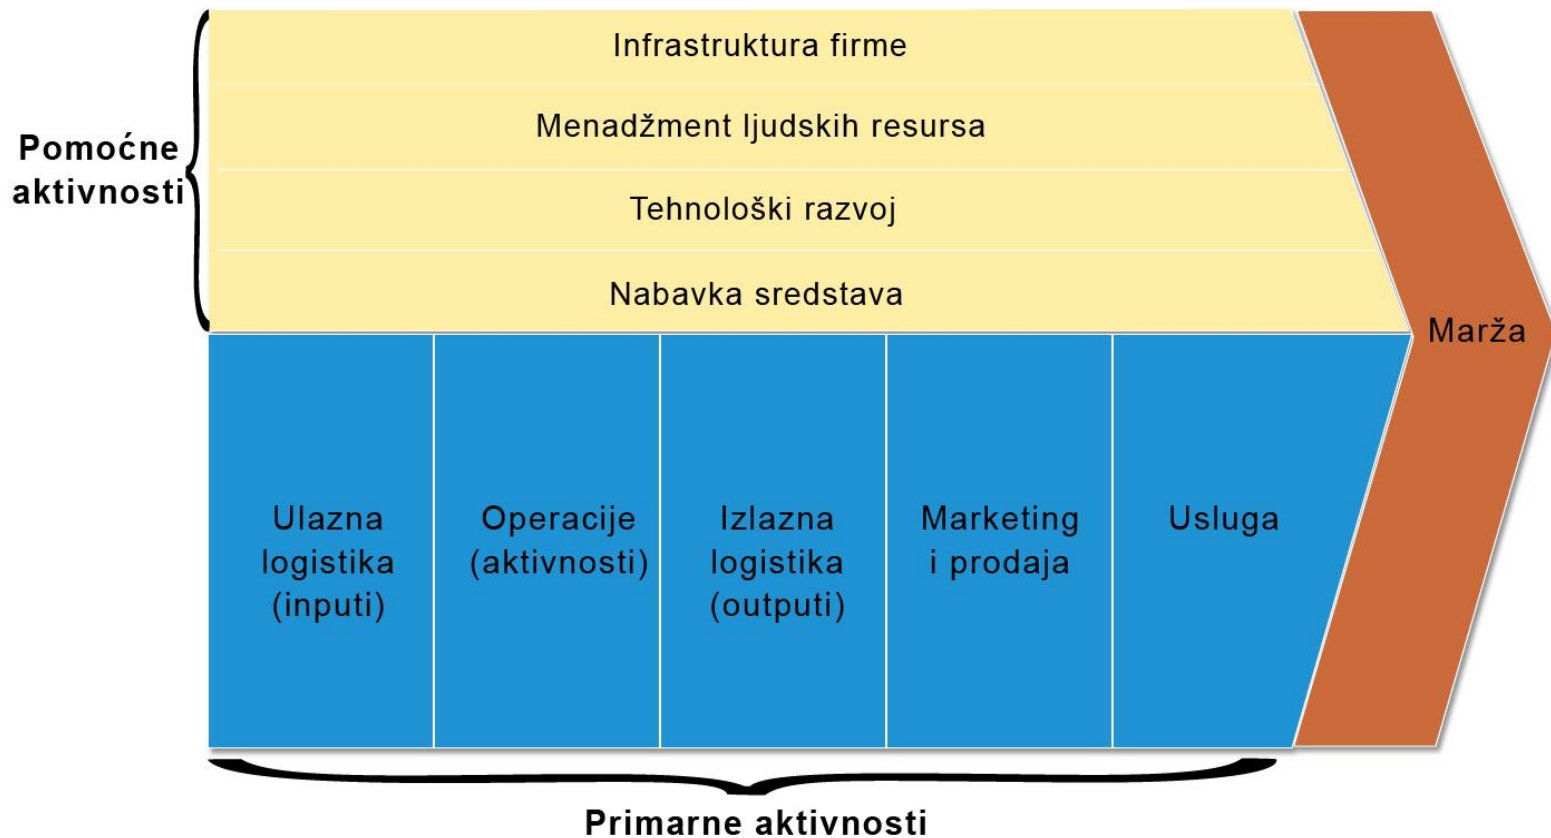 Infrastruktura firme
Menadžment ljudskih resursa
Tehnološki razvoj
Nabavka sredstava
Pomoćne
aktivnosti
Marža
Ulazna
logistika
(inputi)
Operacije
(aktivnosti)
Izlazna
logistika
(outputi)
Marketing
i prodaja
Usluga
Primarne aktivnosti